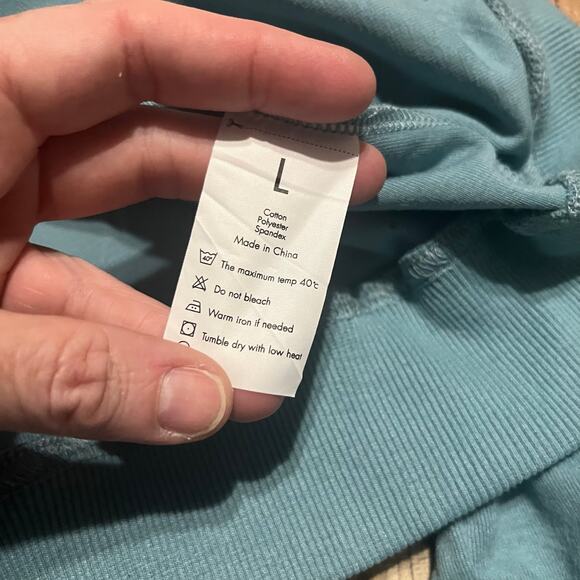 L
Cotton
Polyester
Spandex
Made in China
40°
The maximum temp 40℃
Do not bleach
Warm iron if needed
Tumble dry with low heat